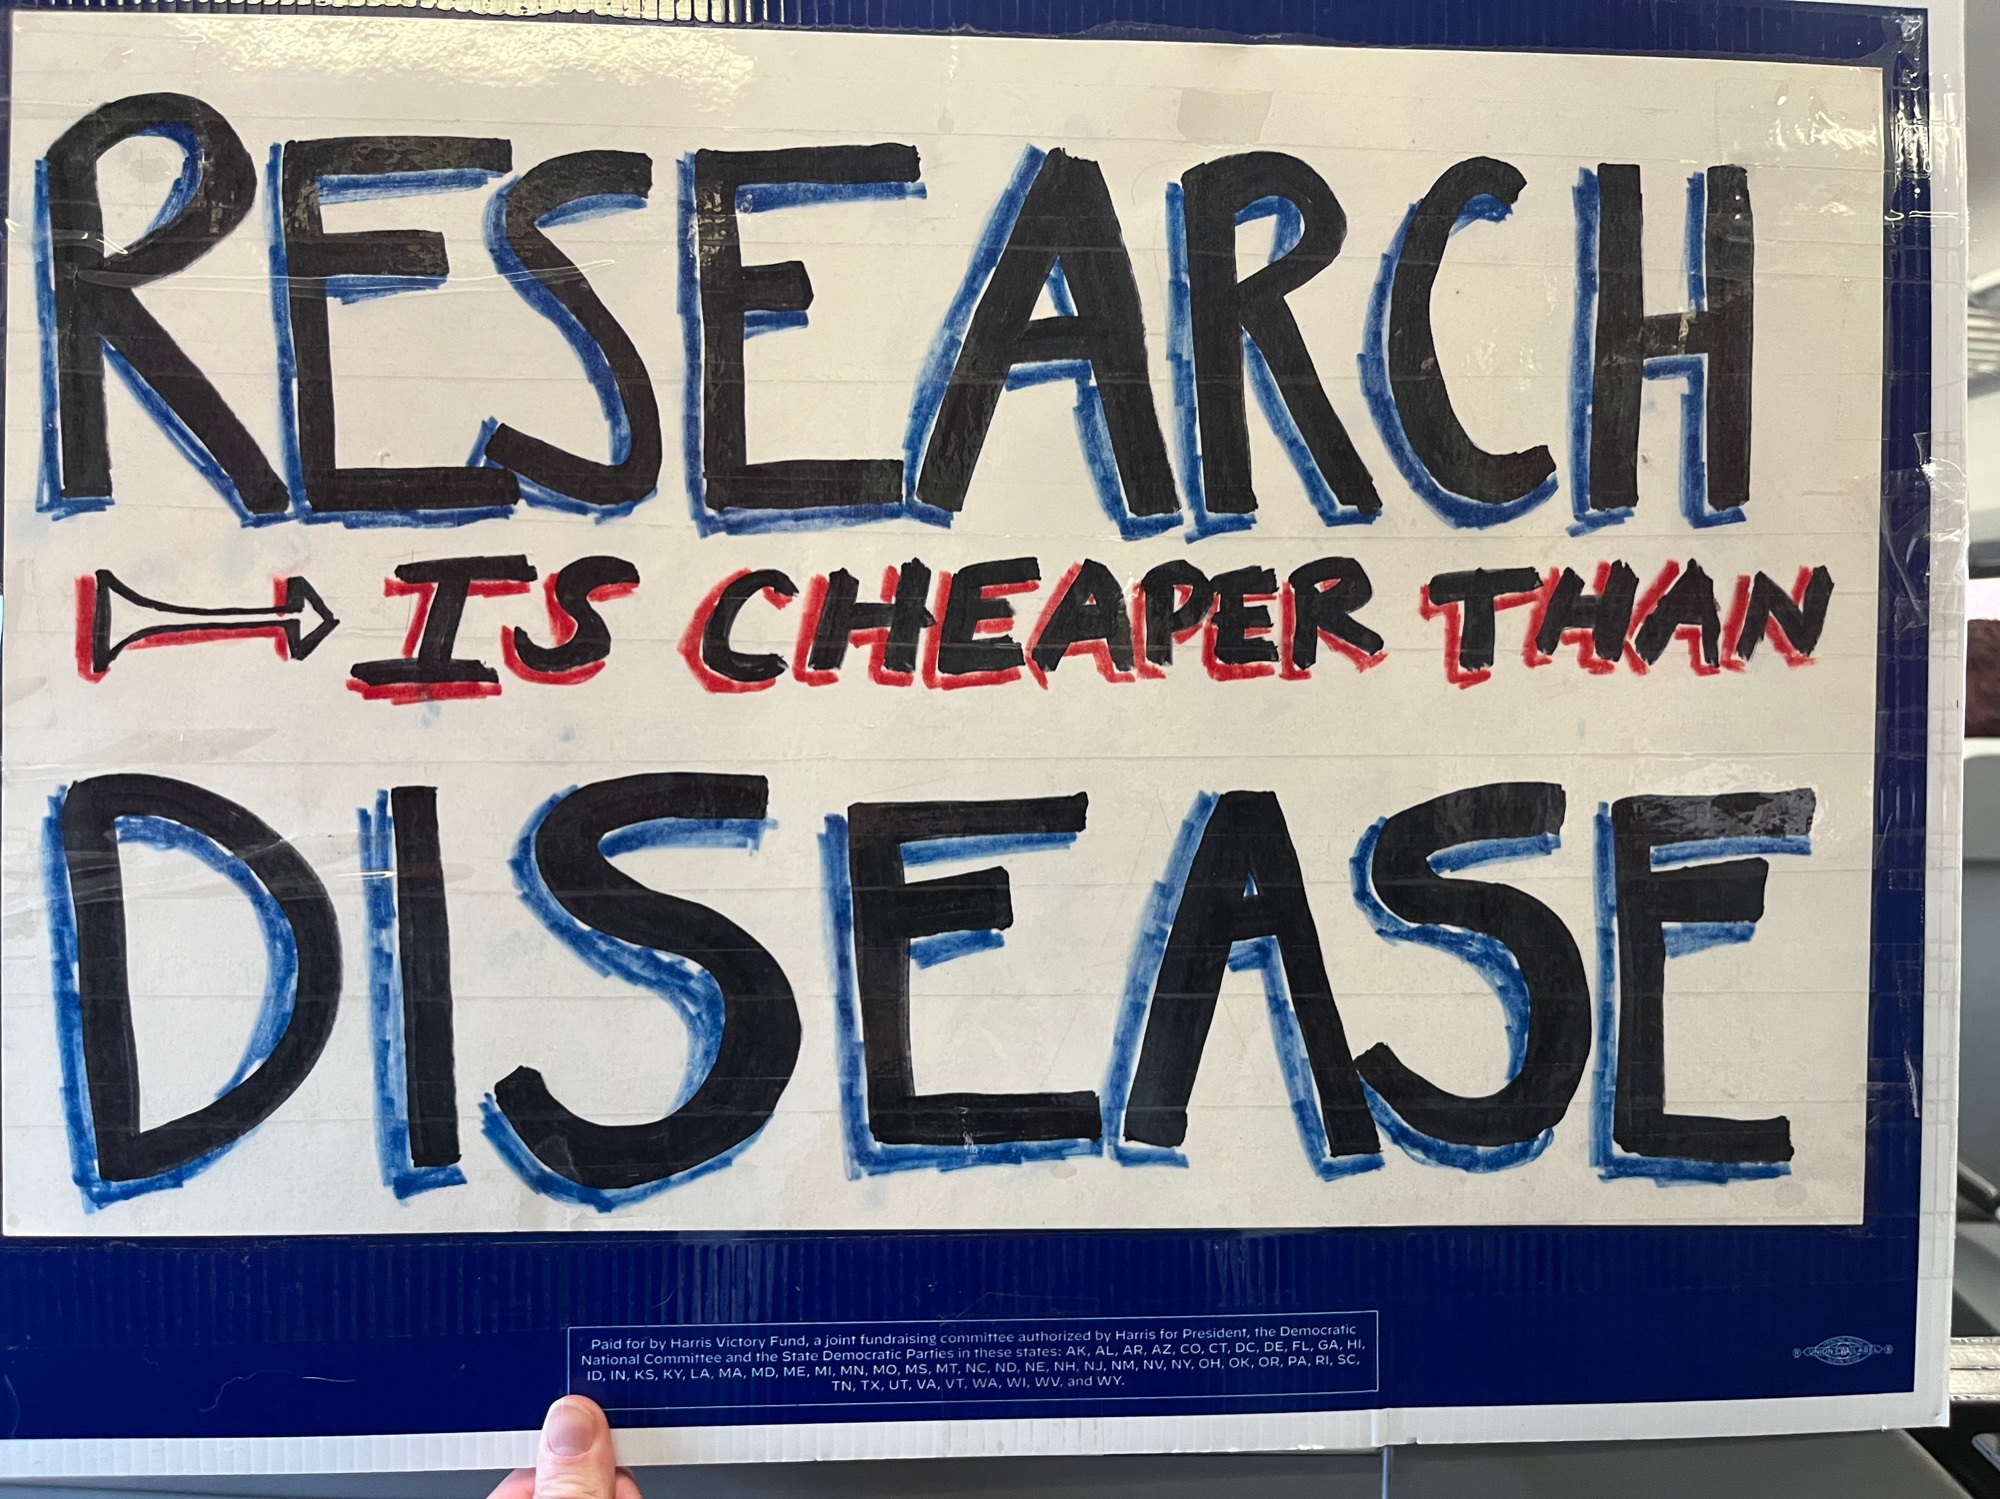 RESEARCH
IS CHEAPER THAN
DISEASE
Paid for by Harris Victory Fund, a joint fundraising committee authorized by Harris for President, the Democratic
National Committee and the State Democratic Parties in these states: AK, AL, AR, AZ, CO, CT, DC, DE, FL, GA, HI,
ID, IN, KS, KY, LA, MA, MD, ME, MI, MN, MO, MS, MT, NC, ND, NE, NH, NJ, NM, NV, NY, OH, OK, OR, PA, RI, SC,
TN, TX, UT, VA, VT, WA, WI, WV, and WY.